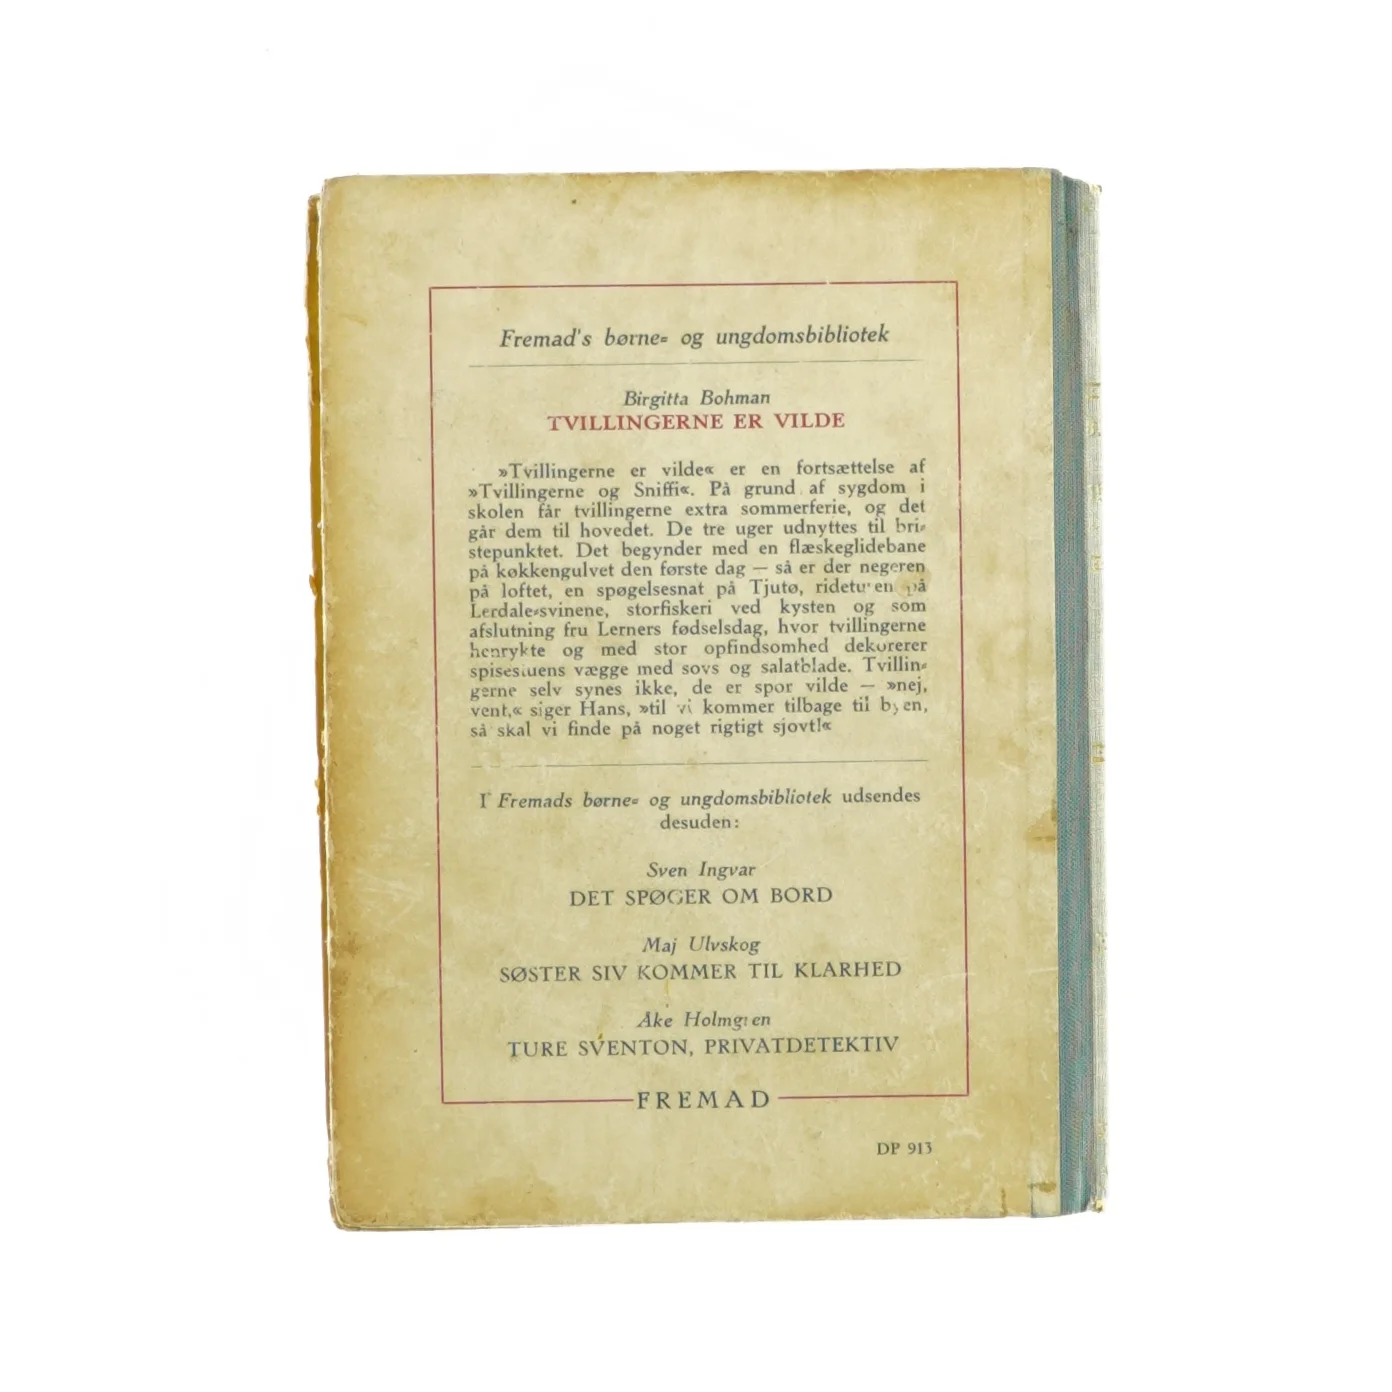 Fremad's børne= og ungdomsbibliotek
Birgitta Bohman
TVILLINGERNE ER VILDE
»Tvillingerne er vilde« er en fortsættelse af
»Tvillingerne og Sniffi«. På grund af sygdom i
skolen får tvillingerne extra sommerferie, og det
går dem til hovedet. De tre uger udnyttes til bri=
stepunktet. Det begynder med en flæskeglidebane
på køkkengulvet den første dag — så er der negeren
på loftet, en spøgelsesnat på Tjutø, rideturen på
Lerdale=svinene, storfiskeri ved kysten og som
afslutning fru Lerners fødselsdag, hvor tvillingerne
henrykte og med stor opfindsomhed dekorerer
spisestuens vægge med sovs og salatblade. Tvillin=
gerne selv synes ikke, de er spor vilde — »nej,
vent,« siger Hans, »til vi kommer tilbage til byen,
så skal vi finde på noget rigtigt sjovt!«
I Fremads børne= og ungdomsbibliotek udsendes
desuden:
Sven Ingvar
DET SPØGER OM BORD
Maj Ulvskog
SØSTER SIV KOMMER TIL KLARHED
Åke Holmgren
TURE SVENTON, PRIVATDETEKTIV
FREMAD
DP 913